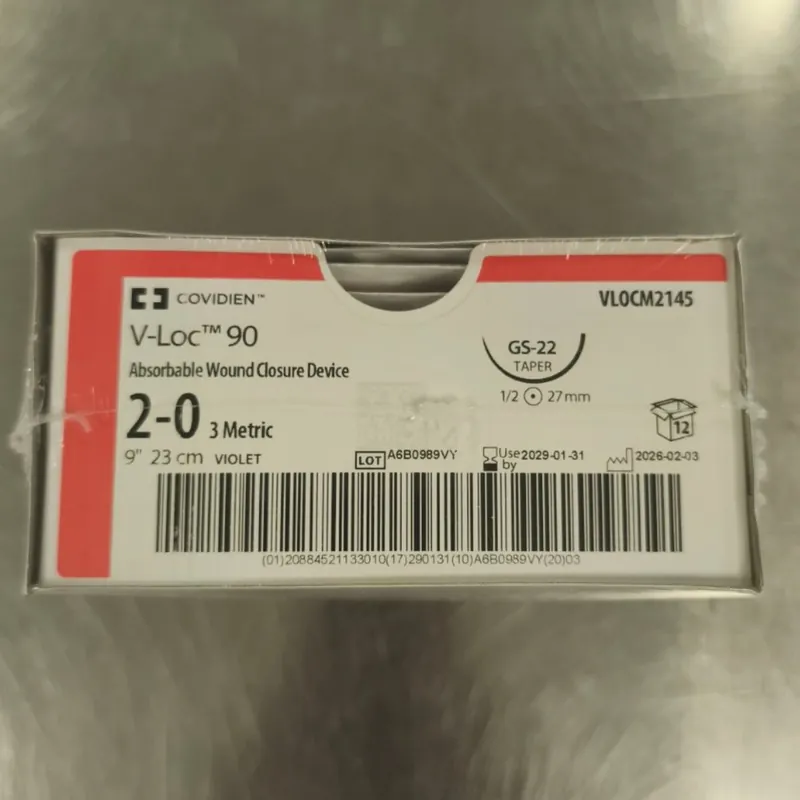 COVIDIEN™
VLOCM2145
V-Loc™ 90
GS-22
TAPER
Absorbable Wound Closure Device
1/2 27mm
2-0 3 Metric
12
9" 23 cm VIOLET
LOT A6B0989VY
Use by 2029-01-31
2026-02-03
(01)20884521133010(17)290131(10)A6B0989VY(20)03